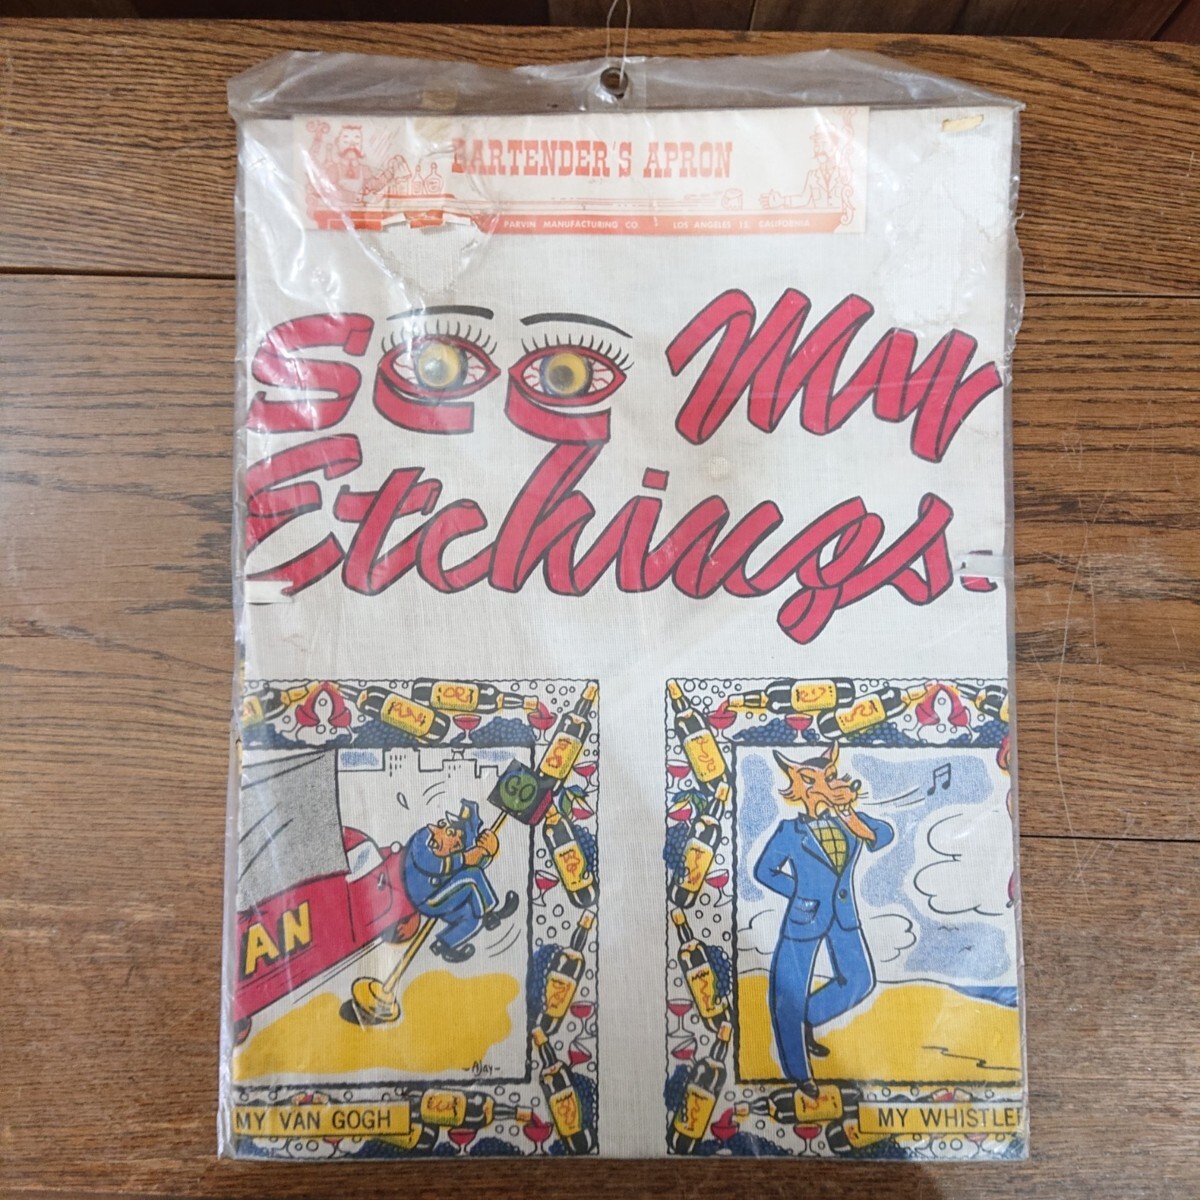 BARTENDER'S APRON
PARVIN MANUFACTURING CO LOS ANGELES 15, CALIFORNIA
See My
Etchings.
GO
AN
-Ajay-
MY VAN GOGH
MY WHISTLER